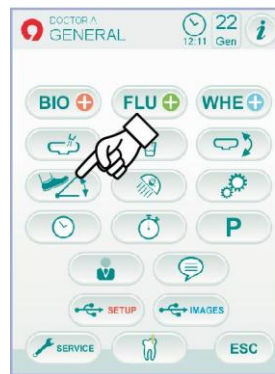 DOCTOR A
GENERAL
12:11
22
Gen
i
BIO
FLU
WHE
P
SETUP
IMAGES
SERVICE
ESC